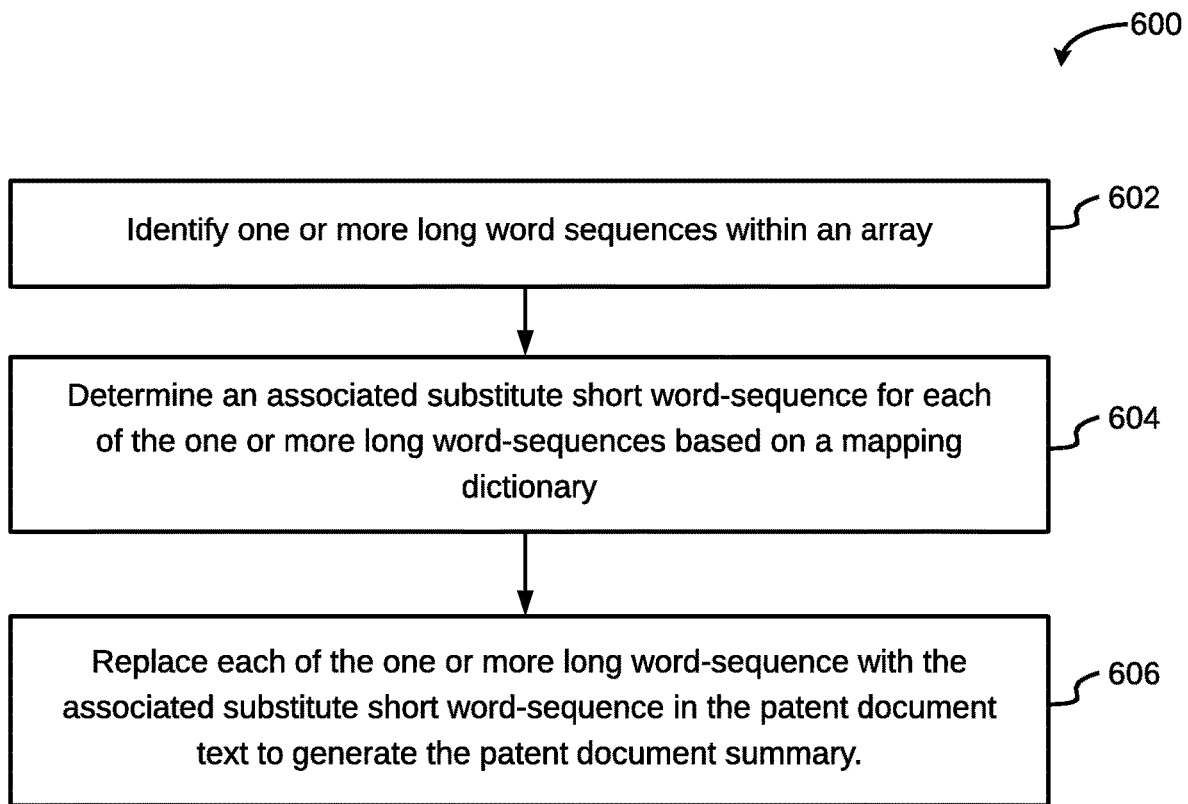 600
Identify one or more long word sequences within an array
602
Determine an associated substitute short word-sequence for each
of the one or more long word-sequences based on a mapping
dictionary
604
Replace each of the one or more long word-sequence with the
associated substitute short word-sequence in the patent document
text to generate the patent document summary.
606